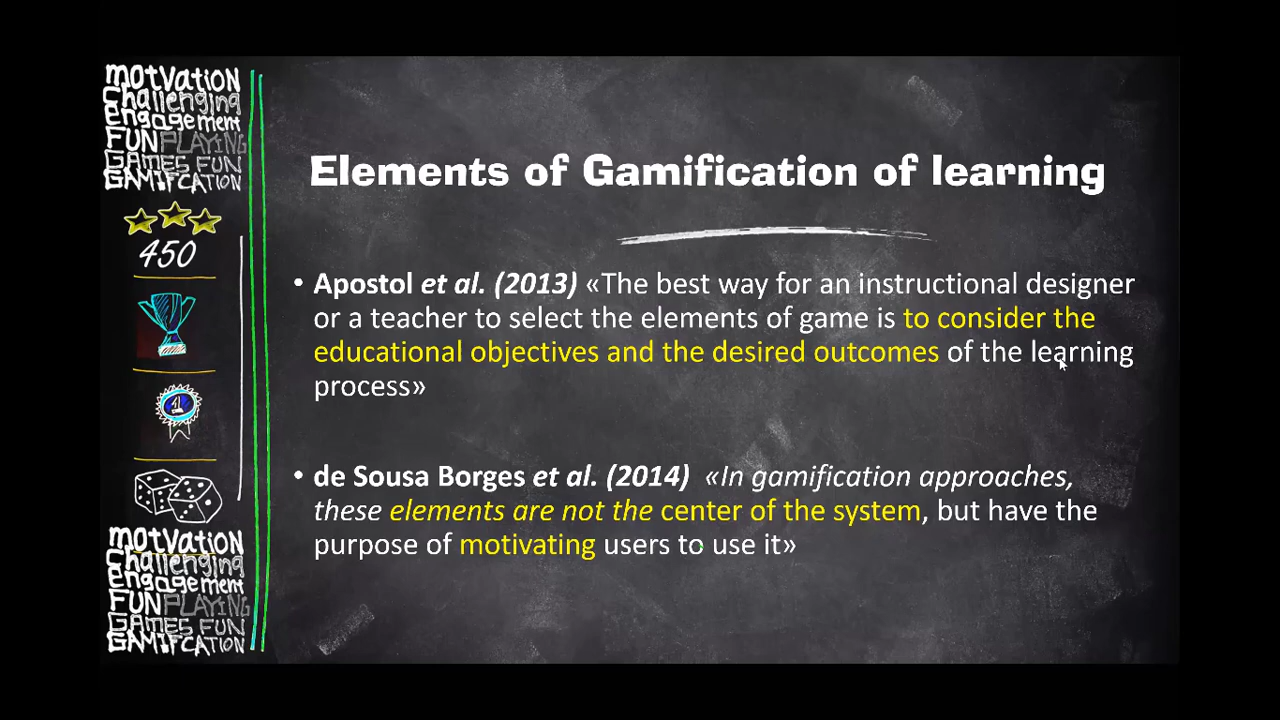 motvation
Challenging
Engagement
FUN PLAYING
GAMES FUN
GAMIFCATION
450
1
motvation
Challenging
Engagement
FUN PLAYING
GAMES FUN
GAMIFCATION
Elements of Gamification of learning
• Apostol et al. (2013) «The best way for an instructional designer
or a teacher to select the elements of game is to consider the
educational objectives and the desired outcomes of the learning
process»
• de Sousa Borges et al. (2014) «In gamification approaches,
these elements are not the center of the system, but have the
purpose of motivating users to use it»